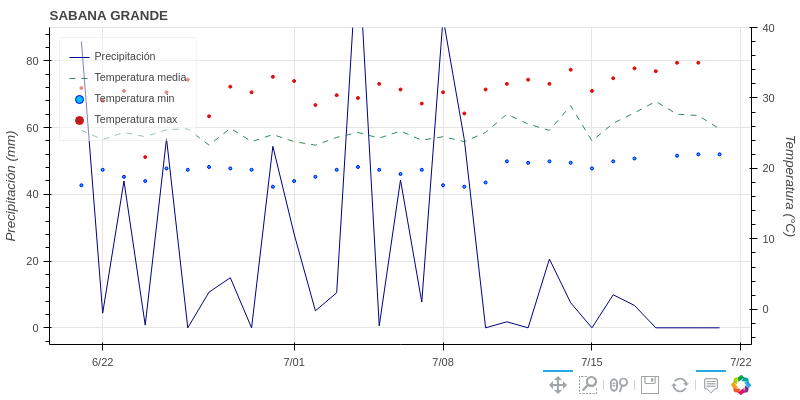 SABANA GRANDE
Precipitación
Temperatura media
Temperatura min
Temperatura max
Precipitación (mm)
80
60
40
20
0
Temperatura (°C)
40
30
20
10
0
6/22
7/01
7/08
7/15
7/22